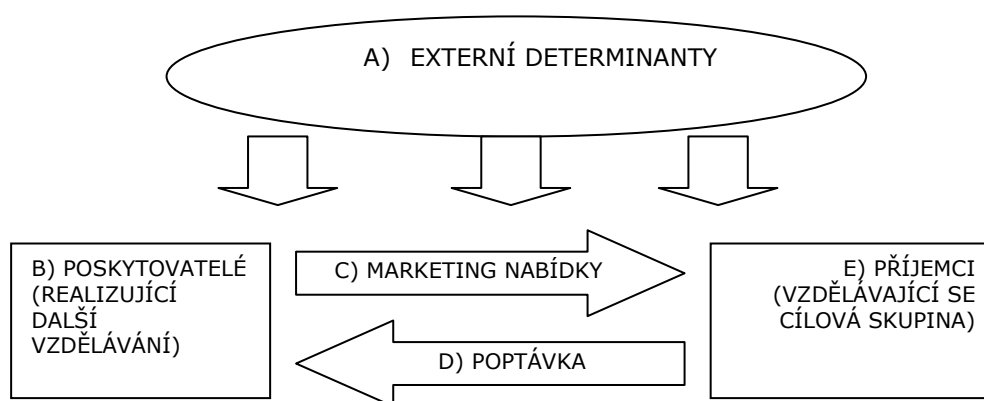 A) EXTERNÍ DETERMINANTY
B) POSKYTOVATELÉ
(REALIZUJÍCÍ
DALŠÍ
VZDĚLÁVÁNÍ)
C) MARKETING NABÍDKY
D) POPTÁVKA
E) PŘÍJEMCI
(VZDĚLÁVAJÍCÍ SE
CÍLOVÁ SKUPINA)